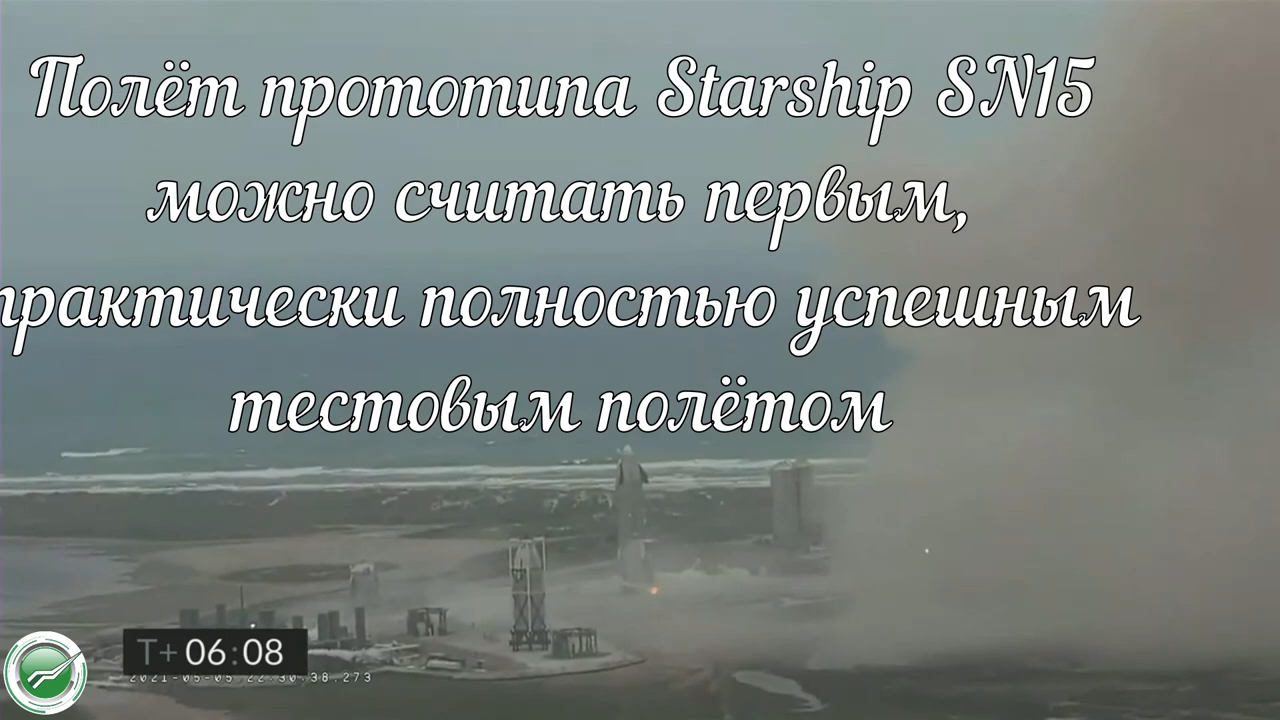 Полёт прототипа Starship SN15
можно считать первым,
практически полностью успешным
тестовым полётом
T+ 06:08
2021-05-05 22:30:38.273